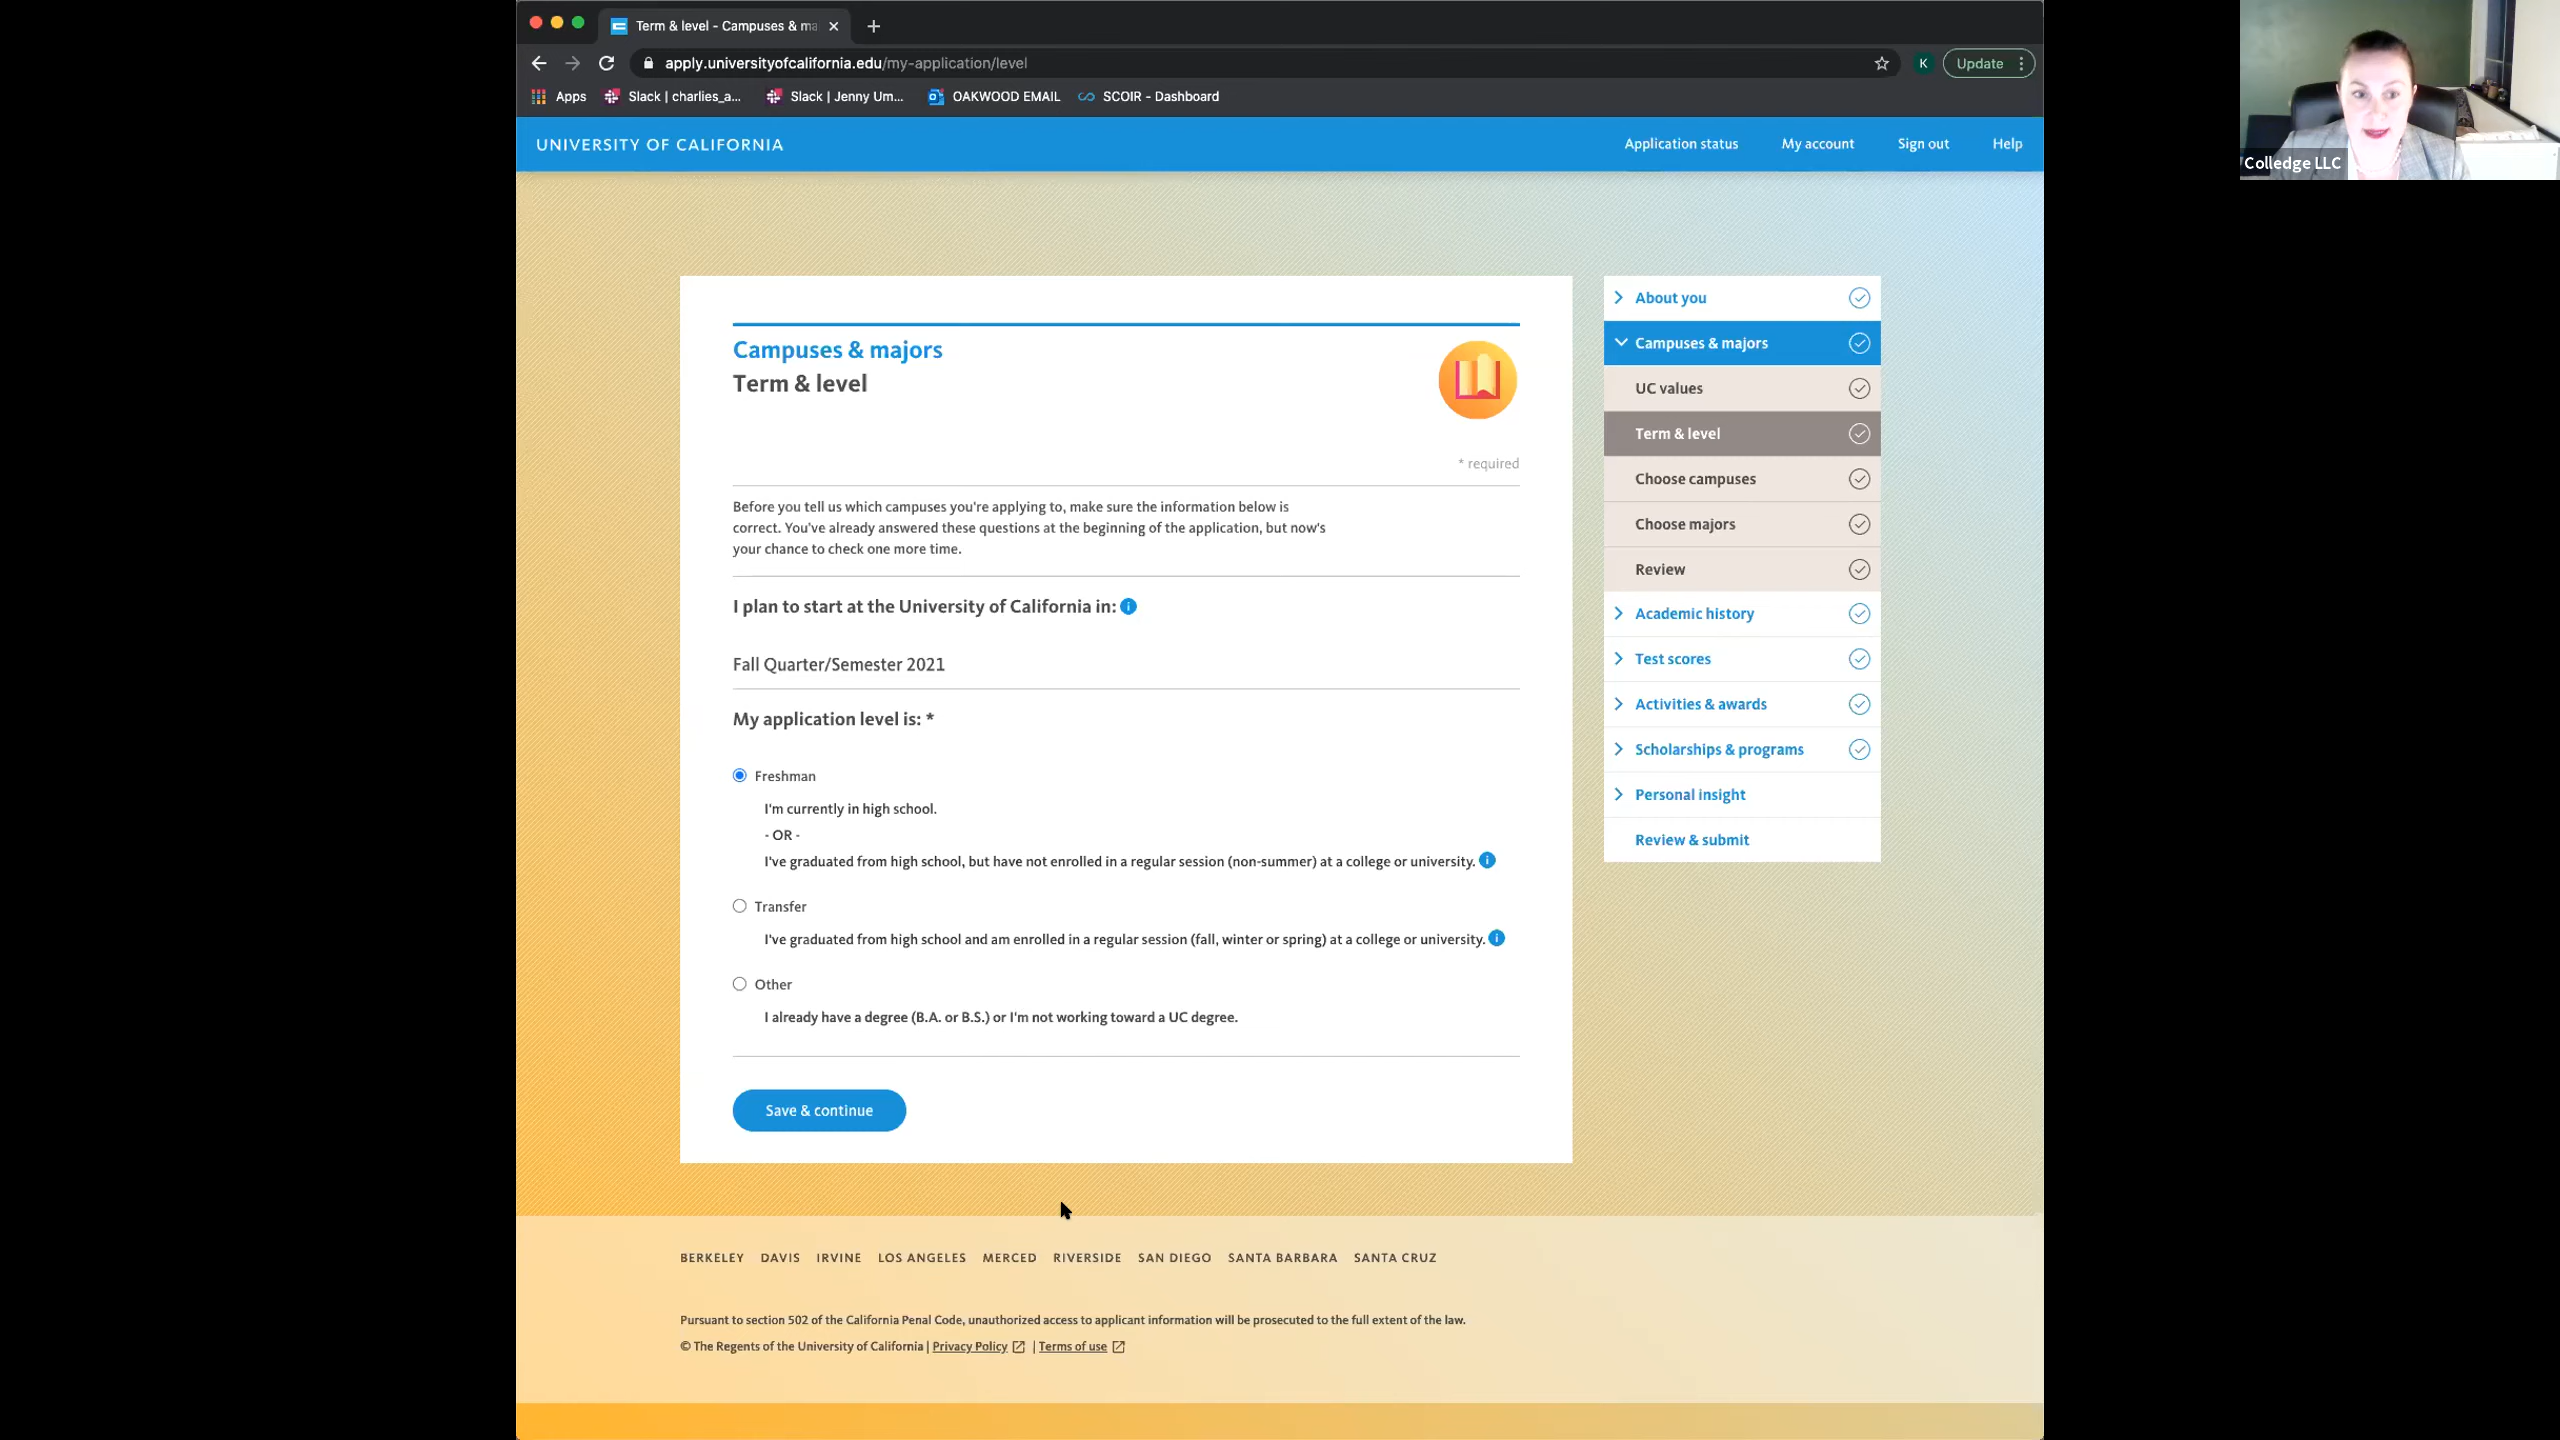 Term & level - Campuses & ma
apply.universityofcalifornia.edu/my-application/level
K
Update
Apps
Slack | charlies_a...
Slack | Jenny Um...
OAKWOOD EMAIL
SCOIR - Dashboard
Colledge LLC
UNIVERSITY OF CALIFORNIA
Application status
My account
Sign out
Help
Campuses & majors
Term & level
* required
Before you tell us which campuses you're applying to, make sure the information below is
correct. You've already answered these questions at the beginning of the application, but now's
your chance to check one more time.
I plan to start at the University of California in:
Fall Quarter/Semester 2021
My application level is: *
Freshman
I'm currently in high school.
- OR -
I've graduated from high school, but have not enrolled in a regular session (non-summer) at a college or university.
Transfer
I've graduated from high school and am enrolled in a regular session (fall, winter or spring) at a college or university.
Other
I already have a degree (B.A. or B.S.) or I'm not working toward a UC degree.
Save & continue
About you
Campuses & majors
UC values
Term & level
Choose campuses
Choose majors
Review
Academic history
Test scores
Activities & awards
Scholarships & programs
Personal insight
Review & submit
BERKELEY DAVIS IRVINE LOS ANGELES MERCED RIVERSIDE SAN DIEGO SANTA BARBARA SANTA CRUZ
Pursuant to section 502 of the California Penal Code, unauthorized access to applicant information will be prosecuted to the full extent of the law.
© The Regents of the University of California | Privacy Policy | Terms of use